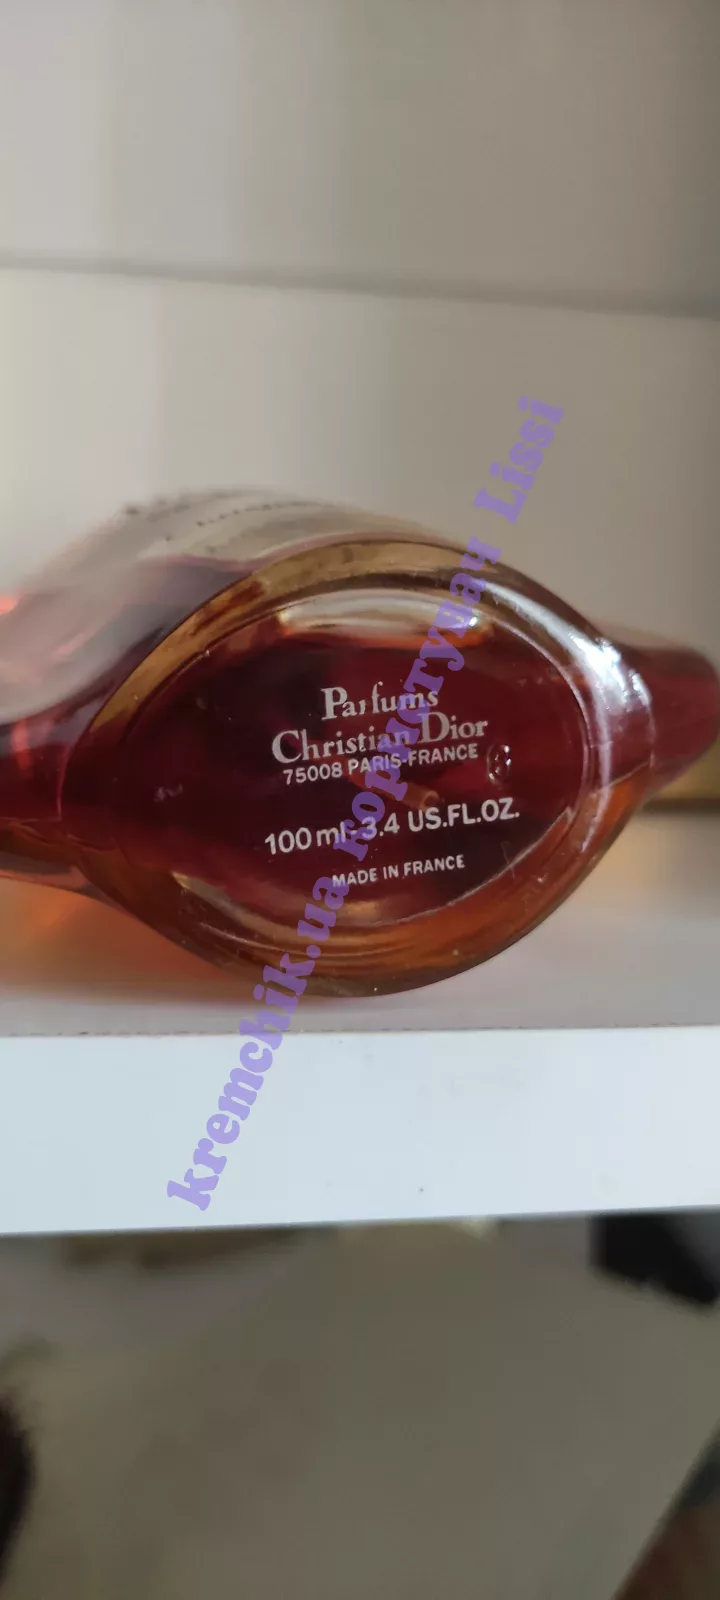 Parfums
Christian Dior
75008 PARIS-FRANCE
100 ml-3.4 US.FL.OZ.
MADE IN FRANCE
kremchik.ua користувач Lissi